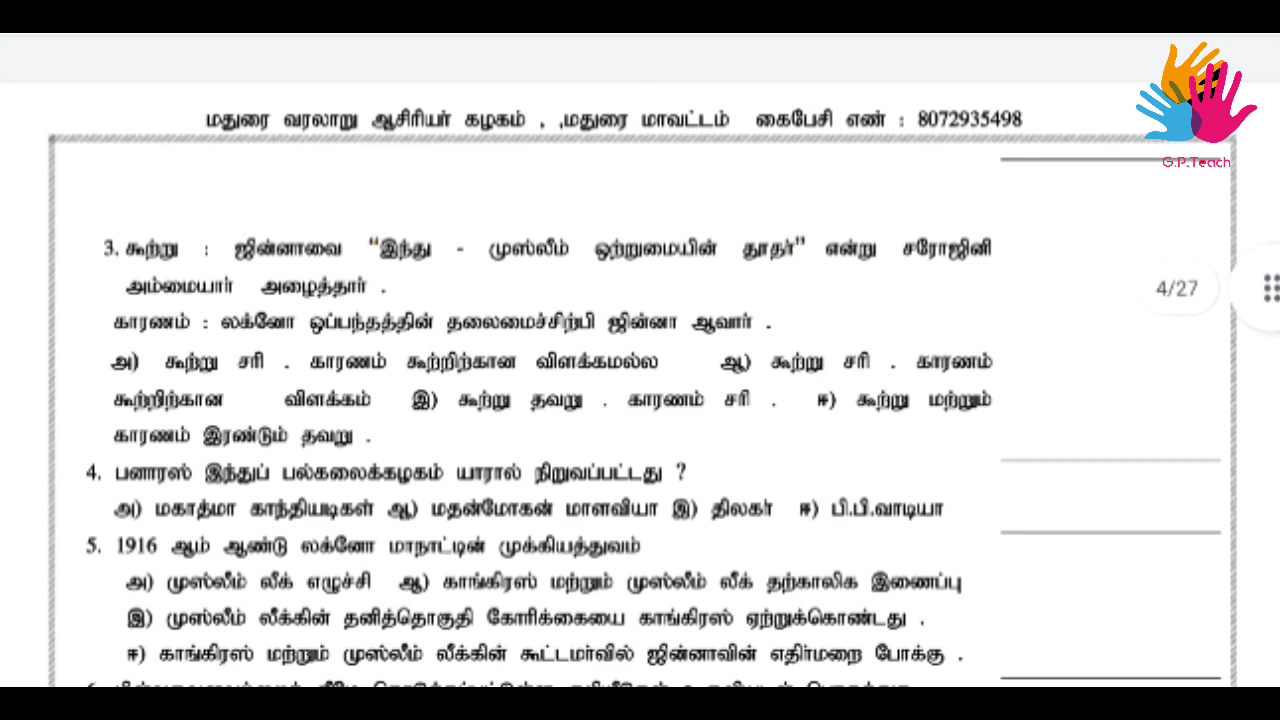 மதுரை வரலாறு ஆசிரியர் கழகம் , ,மதுரை மாவட்டம் கைபேசி எண் : 8072935498
G.P.Teach
3. கூற்று : ஜின்னாவை “இந்து - முஸ்லீம் ஒற்றுமையின் தூதர்” என்று சரோஜினி
அம்மையார் அழைத்தார் .
4/27
காரணம் : லக்னோ ஒப்பந்தத்தின் தலைமைச்சிற்பி ஜின்னா ஆவார் .
அ) கூற்று சரி . காரணம் கூற்றிற்கான விளக்கமல்ல ஆ) கூற்று சரி . காரணம்
கூற்றிற்கான விளக்கம் இ) கூற்று தவறு . காரணம் சரி . ஈ) கூற்று மற்றும்
காரணம் இரண்டும் தவறு .
4. பனாரஸ் இந்துப் பல்கலைக்கழகம் யாரால் நிறுவப்பட்டது ?
அ) மகாத்மா காந்தியடிகள் ஆ) மதன்மோகன் மாளவியா இ) திலகர் ஈ) பி.பி.வாடியா
5. 1916 ஆம் ஆண்டு லக்னோ மாநாட்டின் முக்கியத்துவம்
அ) முஸ்லீம் லீக் எழுச்சி ஆ) காங்கிரஸ் மற்றும் முஸ்லீம் லீக் தற்காலிக இணைப்பு
இ) முஸ்லீம் லீக்கின் தனித்தொகுதி கோரிக்கையை காங்கிரஸ் ஏற்றுக்கொண்டது .
ஈ) காங்கிரஸ் மற்றும் முஸ்லீம் லீக்கின் கூட்டமர்வில் ஜின்னாவின் எதிர்மறை போக்கு .